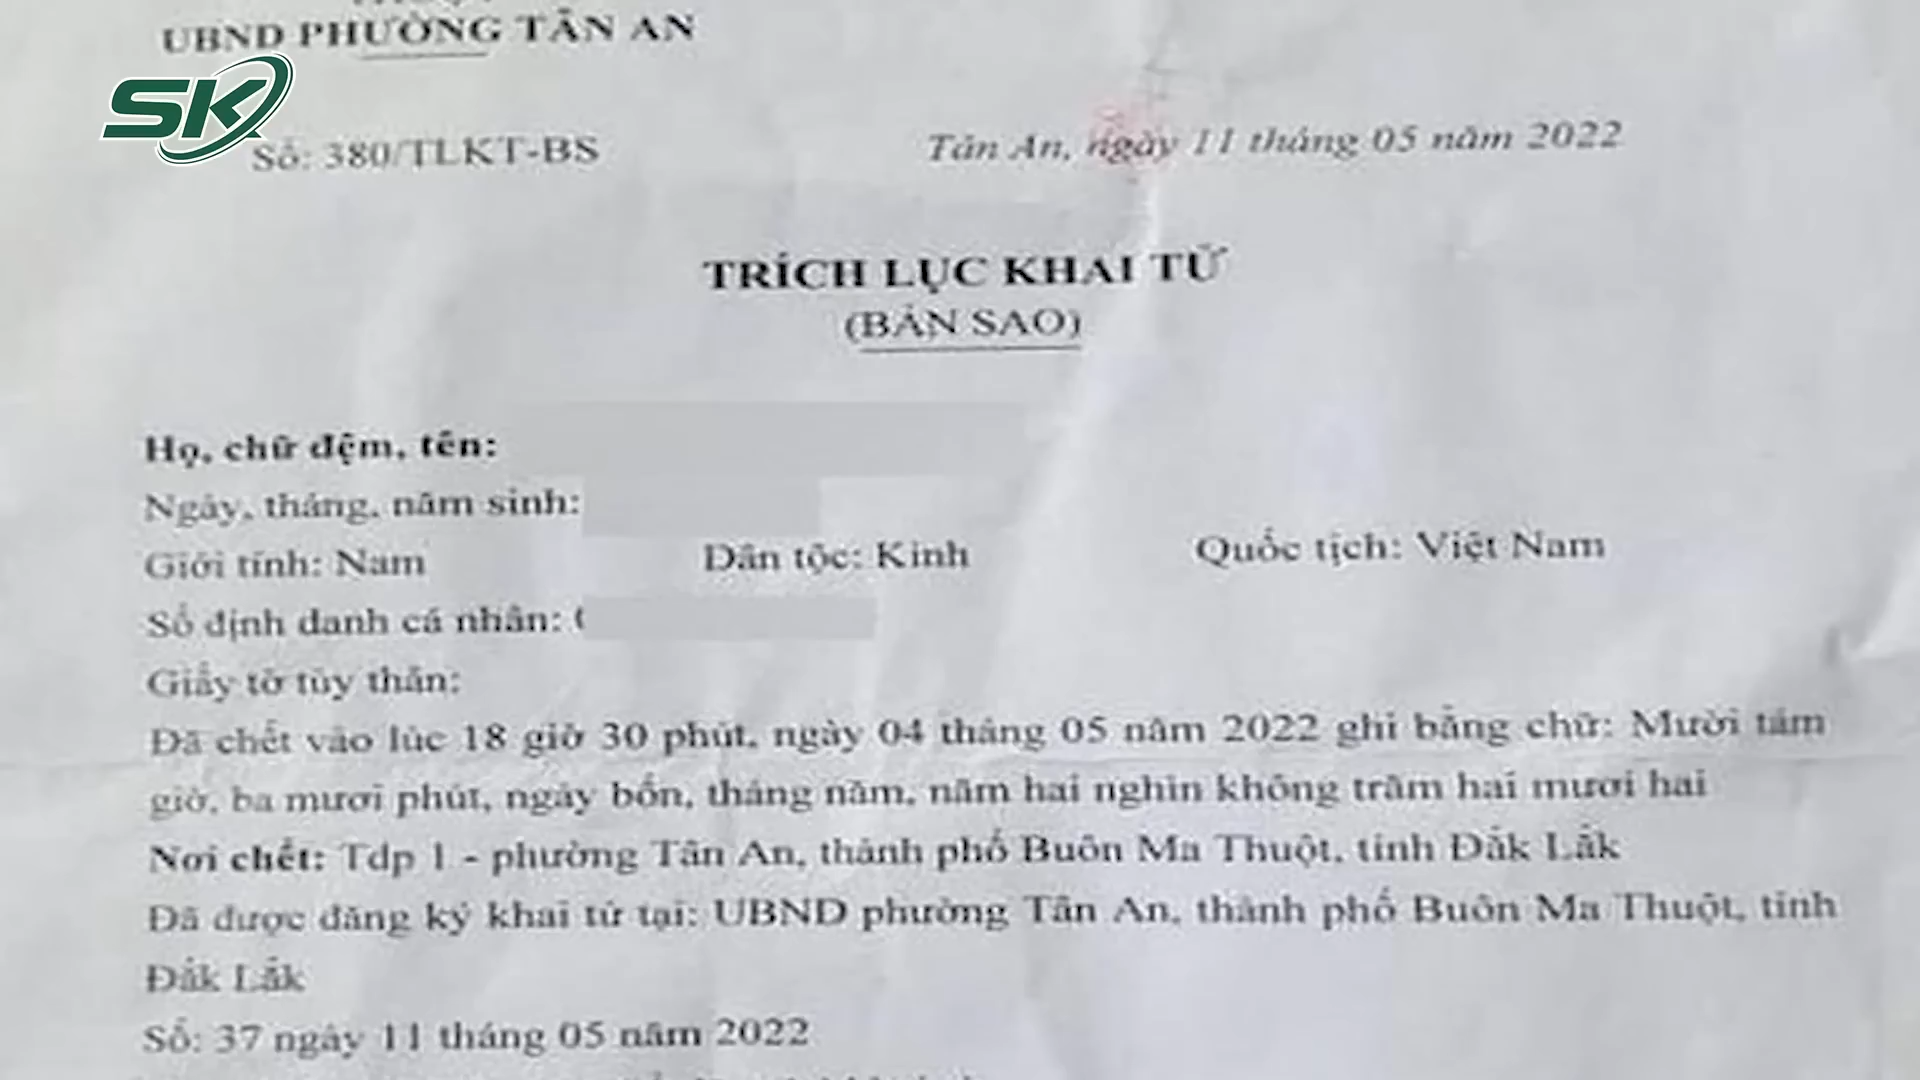 UBND PHƯỜNG TÂN AN
SK
Số: 380/TLKT-BS
Tân An, ngày 11 tháng 05 năm 2022
TRÍCH LỤC KHAI TỬ
(BẢN SAO)
Họ, chữ đệm, tên:
Ngày, tháng, năm sinh:
Giới tính: Nam Dân tộc: Kinh Quốc tịch: Việt Nam
Số định danh cá nhân:
Giấy tờ tùy thân:
Đã chết vào lúc 18 giờ 30 phút, ngày 04 tháng 05 năm 2022 ghi bằng chữ: Mười tám
giờ, ba mươi phút, ngày bốn, tháng năm, năm hai nghìn không trăm hai mươi hai
Nơi chết: Tdp 1 - phường Tân An, thành phố Buôn Ma Thuột, tỉnh Đắk Lắk
Đã được đăng ký khai tử tại: UBND phường Tân An, thành phố Buôn Ma Thuột, tỉnh
Đắk Lắk
Số: 37 ngày 11 tháng 05 năm 2022